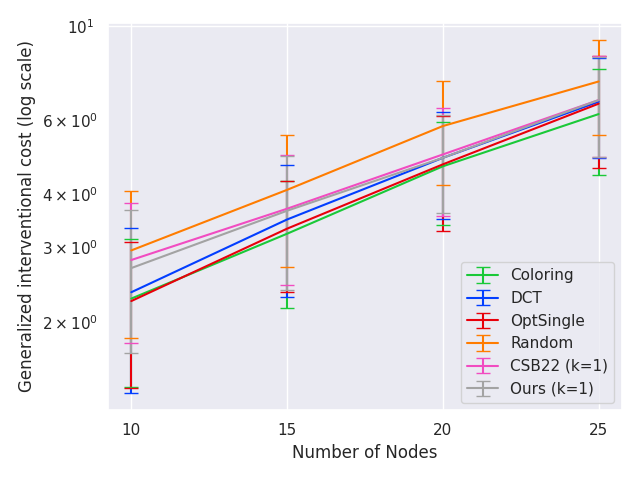 Generalized interventional cost (log scale)
10¹
6 × 10⁰
4 × 10⁰
3 × 10⁰
2 × 10⁰
10 15 20 25
Number of Nodes
Coloring
DCT
OptSingle
Random
CSB22 (k=1)
Ours (k=1)